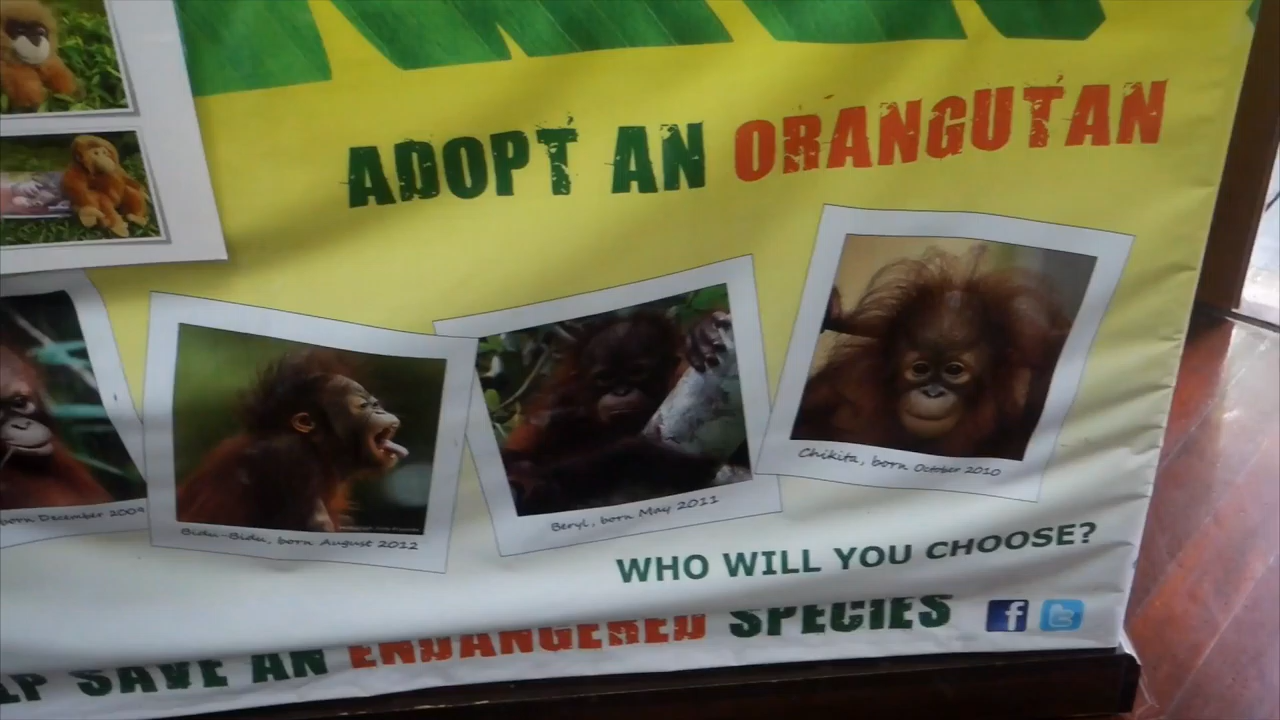 ADOPT AN ORANGUTAN
born December 2009
Bidu-Bidu, born August 2012
Beryl, born May 2011
Chikita, born October 2010
WHO WILL YOU CHOOSE?
SAVE AN ENDANGERED SPECIES
f